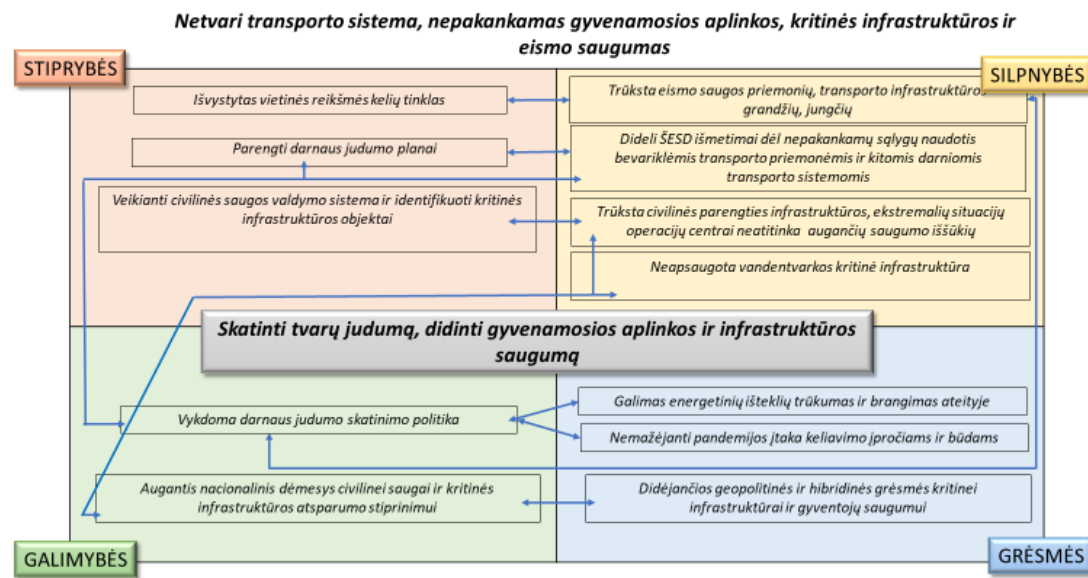 Netvari transporto sistema, nepakankamas gyvenamosios aplinkos, kritinės infrastruktūros ir
eismo saugumas
STIPRYBĖS
SILPNYBĖS
Išvystytas vietinės reikšmės kelių tinklas
Trūksta eismo saugos priemonių, transporto infrastruktūros
grandžių, jungčių
Parengti darnaus judumo planai
Dideli ŠESD išmetimai dėl nepakankamų sąlygų naudotis
bevariklėmis transporto priemonėmis ir kitomis darniomis
transporto sistemomis
Veikianti civilinės saugos valdymo sistema ir identifikuoti kritinės
infrastruktūros objektai
Trūksta civilinės parengties infrastruktūros, ekstremalių situacijų
operacijų centrai neatitinka augančių saugumo iššūkių
Neapsaugota vandentvarkos kritinė infrastruktūra
Skatinti tvarų judumą, didinti gyvenamosios aplinkos ir infrastruktūros
saugumą
Vykdoma darnaus judumo skatinimo politika
Galimas energetinių išteklių trūkumas ir brangimas ateityje
Nemažėjanti pandemijos įtaka keliavimo įpročiams ir būdams
Augantis nacionalinis dėmesys civilinei saugai ir kritinės
infrastruktūros atsparumo stiprinimui
Didėjančios geopolitinės ir hibridinės grėsmės kritinei
infrastruktūrai ir gyventojų saugumui
GALIMYBĖS
GRĖSMĖS